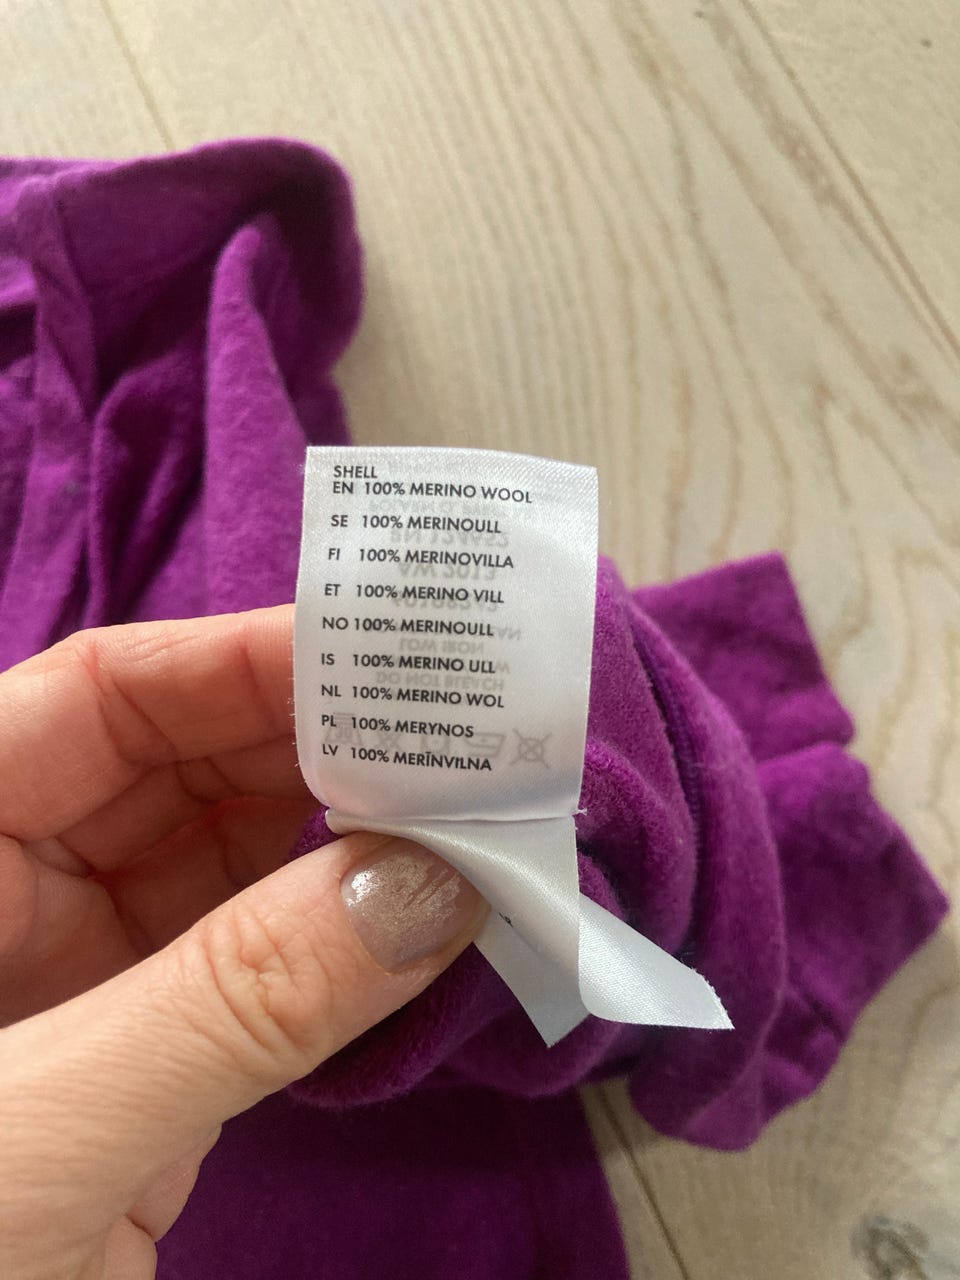 SHELL
EN 100% MERINO WOOL
SE 100% MERINOULL
FI 100% MERINOVILLA
ET 100% MERINO VILL
NO 100% MERINOULL
IS 100% MERINO ULL
NL 100% MERINO WOL
PL 100% MERYNOS
LV 100% MERĪNVILNA